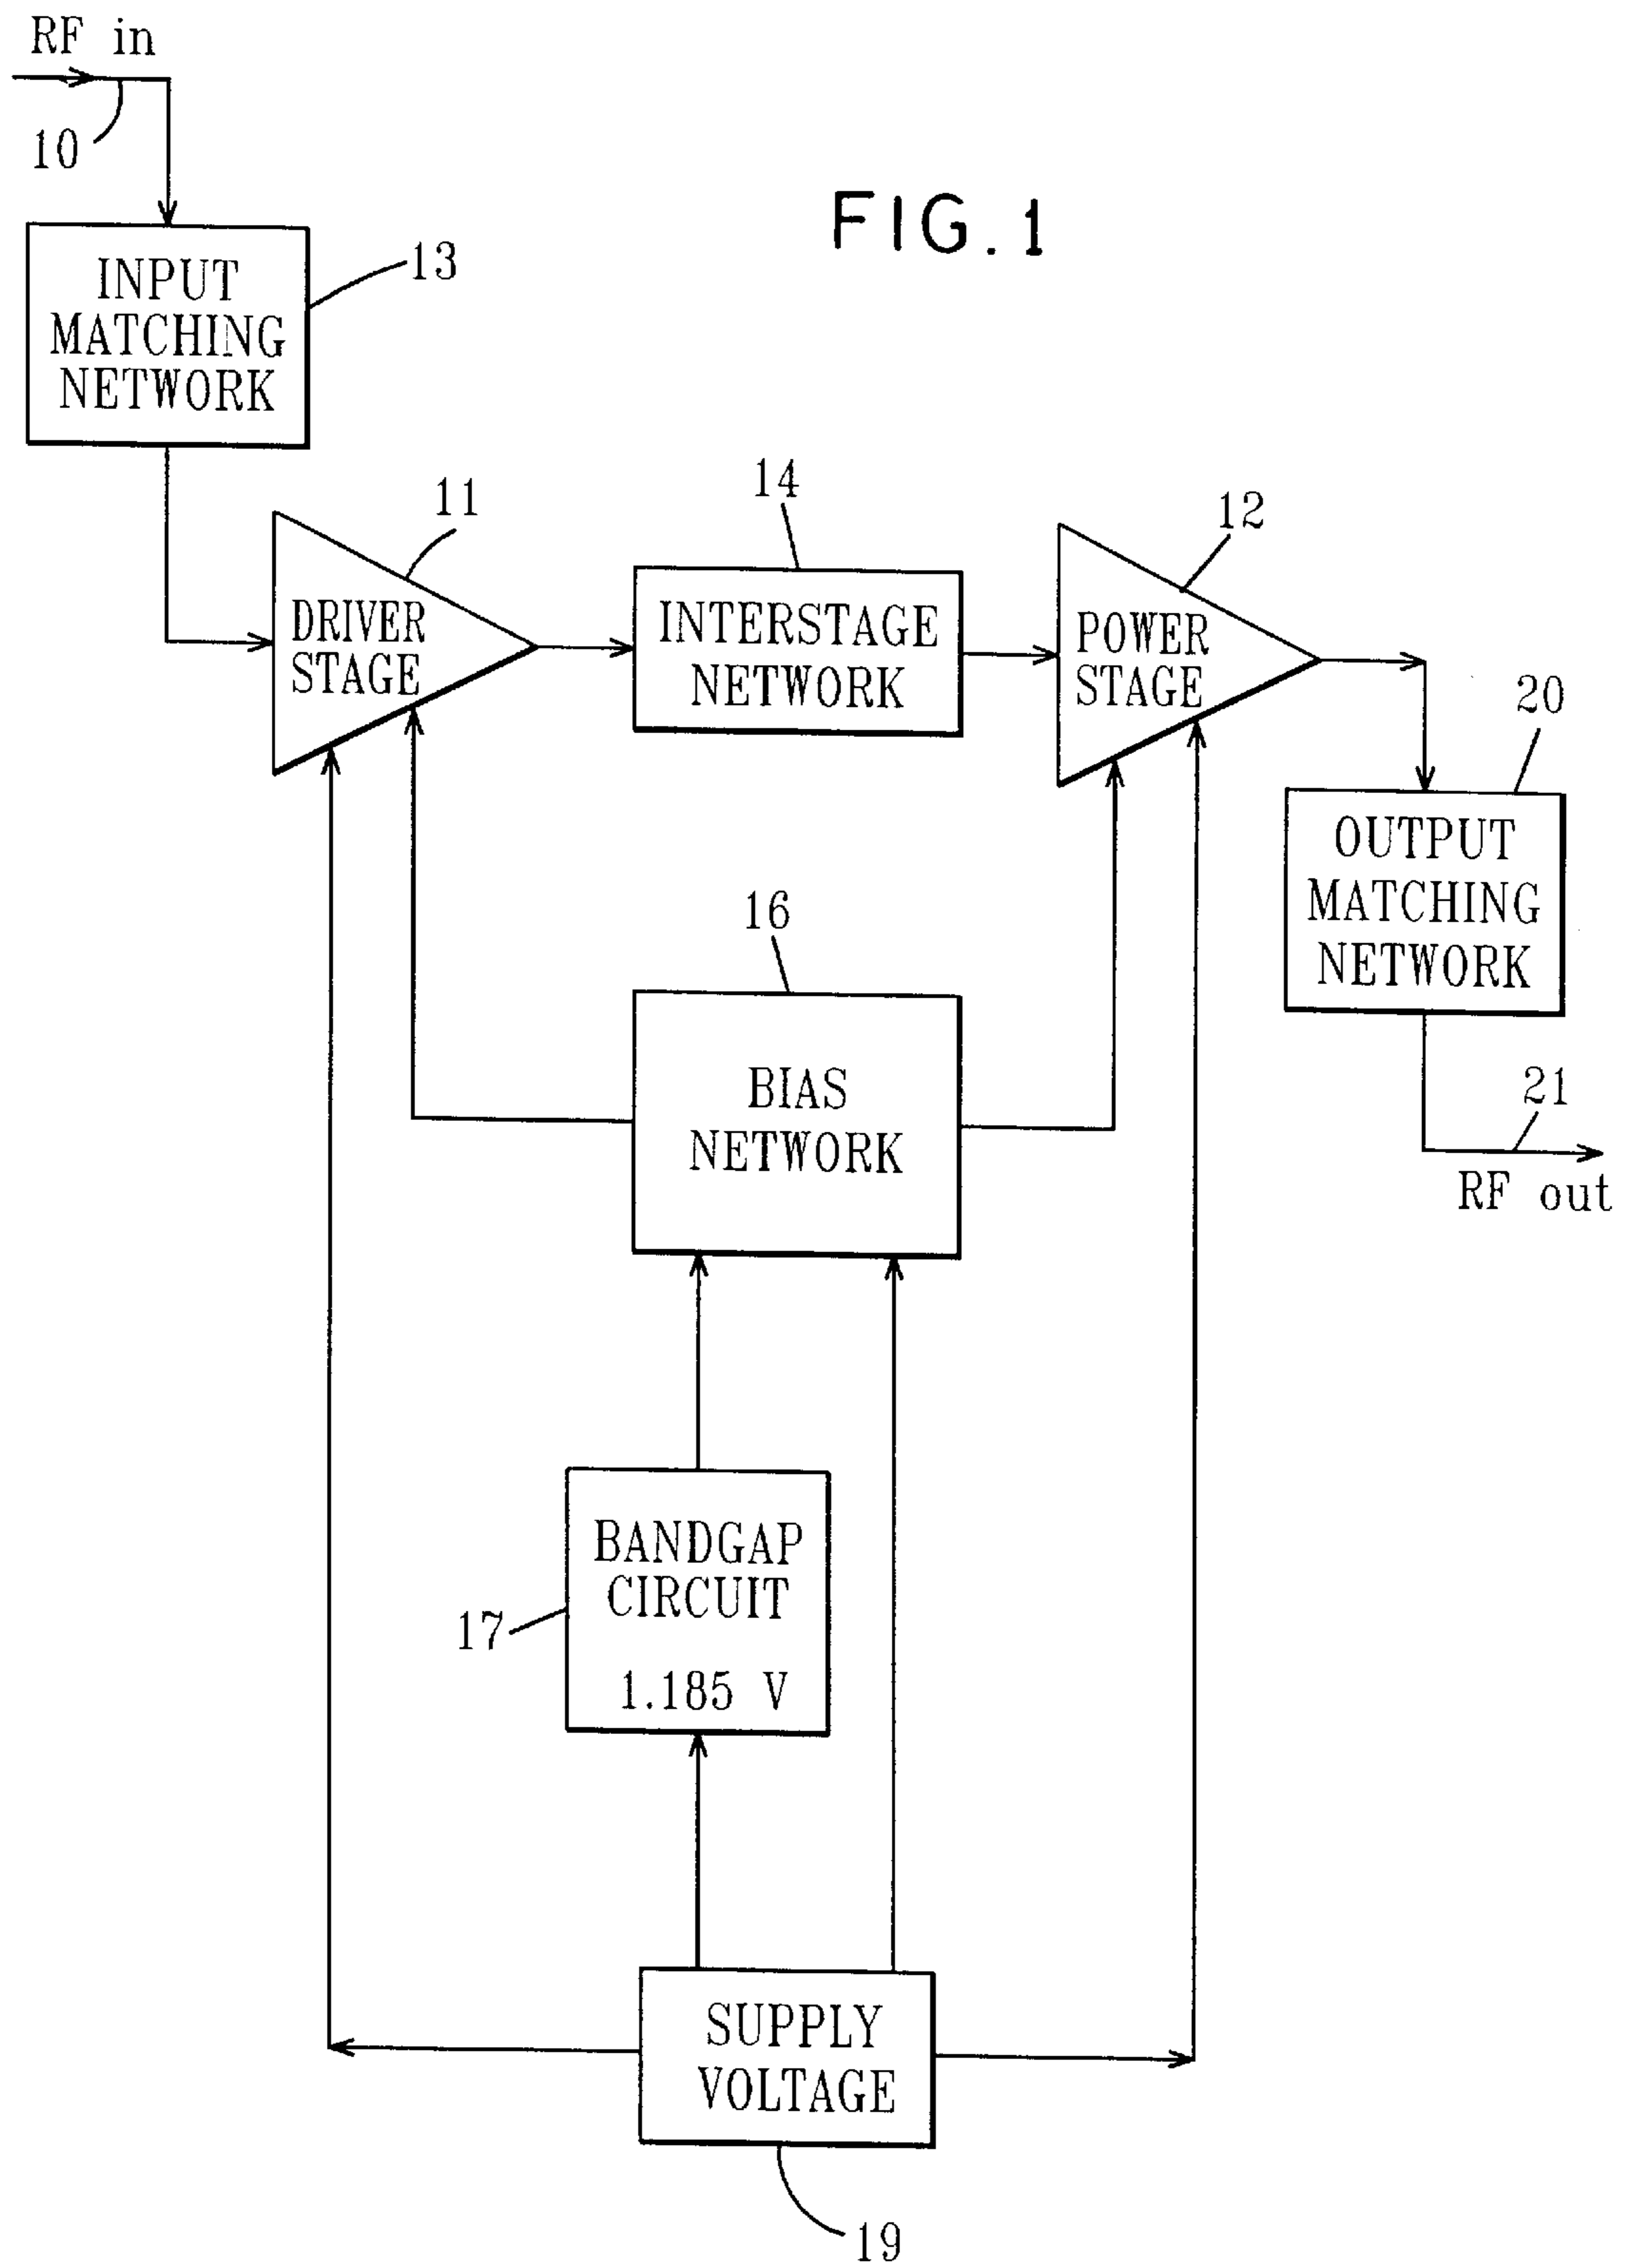 RF in
10
FIG.1
INPUT
MATCHING
NETWORK
13
11
14
12
DRIVER
STAGE
INTERSTAGE
NETWORK
POWER
STAGE
20
OUTPUT
MATCHING
NETWORK
16
BIAS
NETWORK
21
RF out
BANDGAP
CIRCUIT
1.185 V
17
SUPPLY
VOLTAGE
19